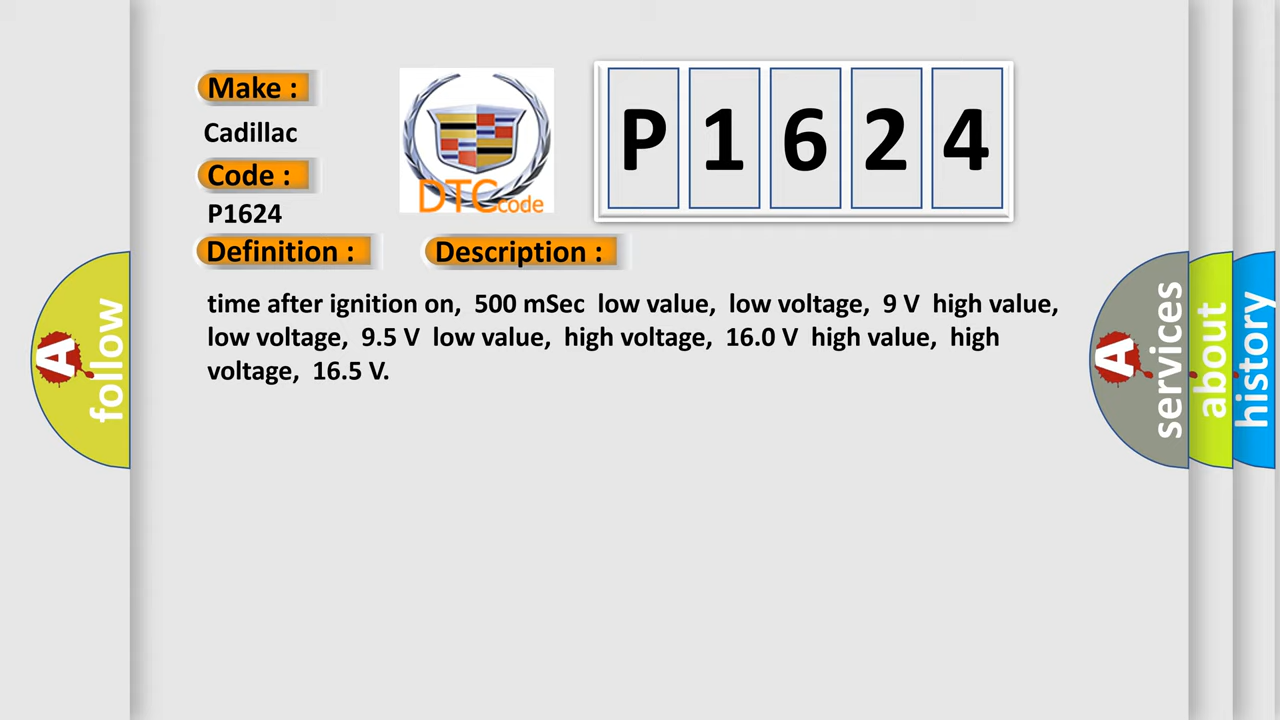 Make :
Cadillac
Code :
P1624
Definition :
Description :
DTC code
P 1 6 2 4
time after ignition on, 500 mSec low value, low voltage, 9 V high value,
low voltage, 9.5 V low value, high voltage, 16.0 V high value, high
voltage, 16.5 V.
A follow
A services
about
history